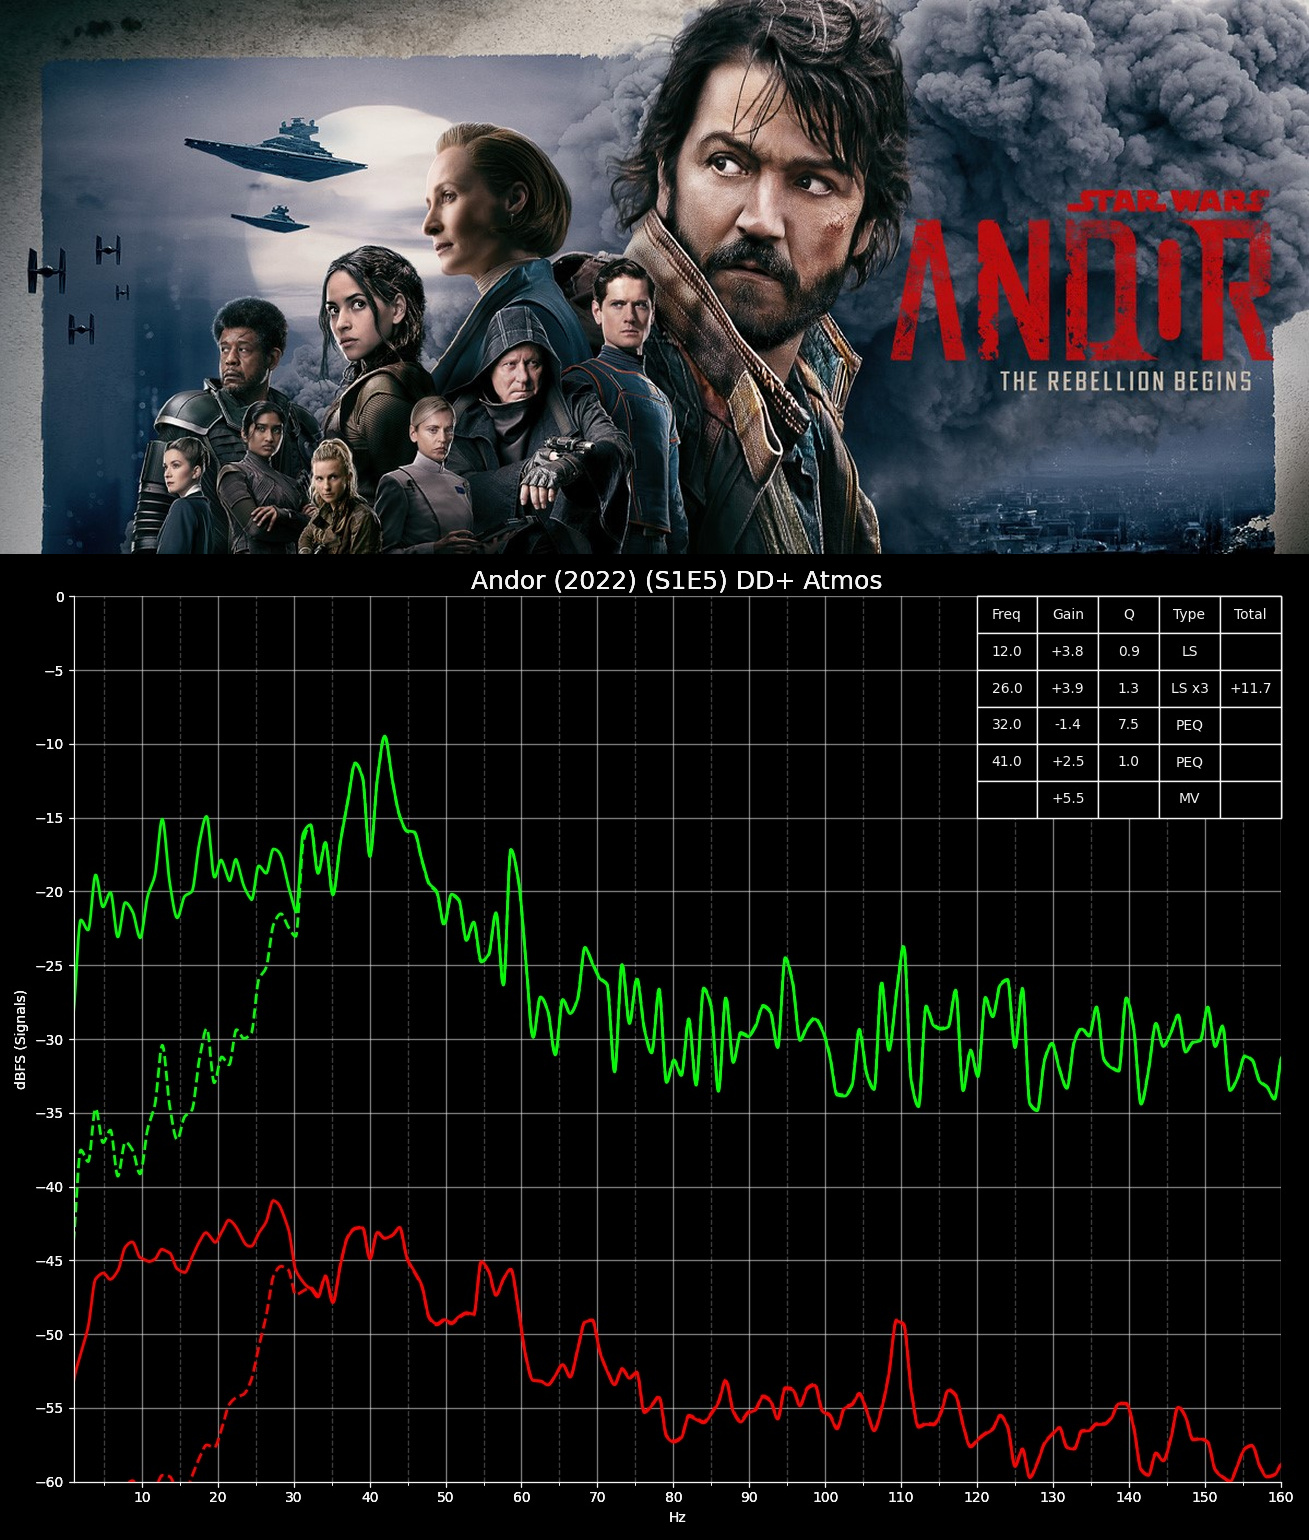 STAR WARS
ANDOR
THE REBELLION BEGINS
Andor (2022) (S1E5) DD+ Atmos
Freq Gain Q Type Total
12.0 +3.8 0.9 LS
26.0 +3.9 1.3 LS x3 +11.7
32.0 -1.4 7.5 PEQ
41.0 +2.5 1.0 PEQ
+5.5 MV
dBFS (Signals)
0
−5
−10
−15
−20
−25
−30
−35
−40
−45
−50
−55
−60
10 20 30 40 50 60 70 80 90 100 110 120 130 140 150 160
Hz